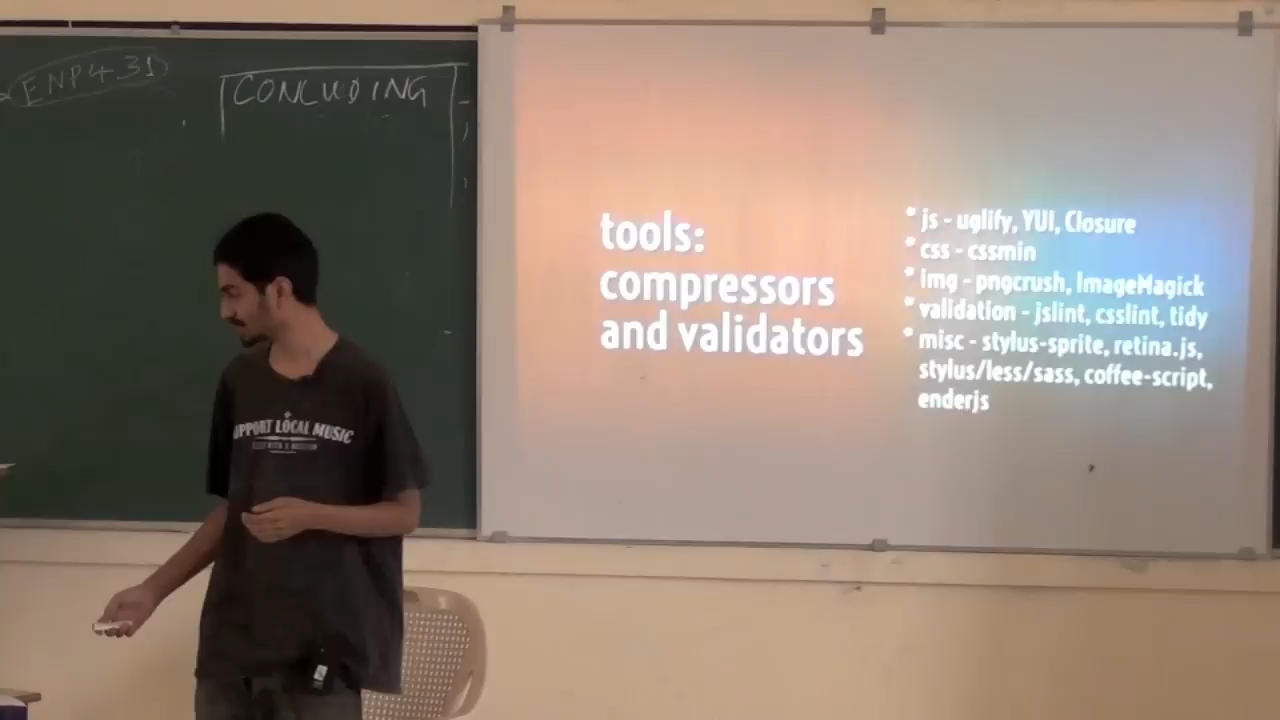 ENP431
CONCLUDING
tools:
compressors
and validators
* js - uglify, YUI, Closure
* css - cssmin
* img - pngcrush, ImageMagick
* validation - jslint, csslint, tidy
* misc - stylus-sprite, retina.js,
stylus/less/sass, coffee-script,
enderjs
UPPORT LOCAL MUSIC